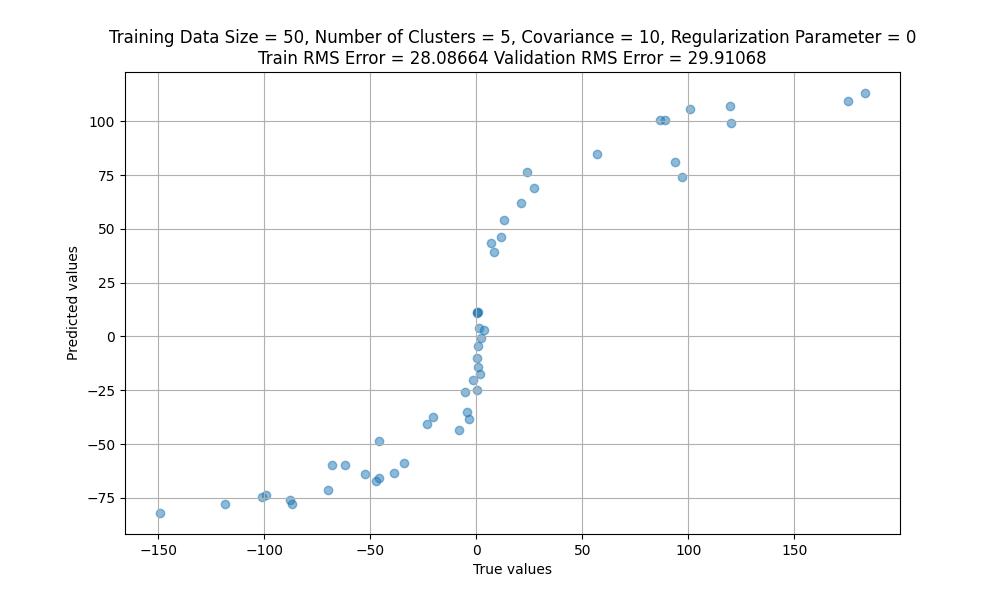 Training Data Size = 50, Number of Clusters = 5, Covariance = 10, Regularization Parameter = 0
Train RMS Error = 28.08664 Validation RMS Error = 29.91068
100
75
50
25
0
−25
−50
−75
Predicted values
−150 −100 −50 0 50 100 150
True values